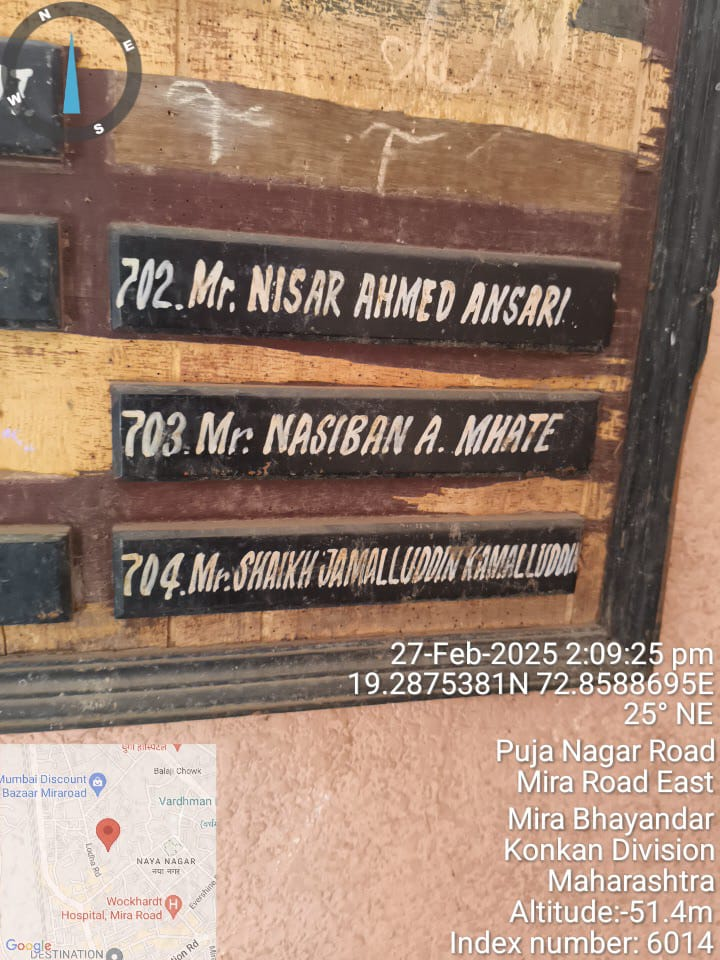 N
E
W
S
702. Mr. NISAR AHMED ANSARI
703. Mr. NASIBAN A. MHATE
704. Mr. SHAIKH JAMALLUDDIN KAMALLUDDIN
27-Feb-2025 2:09:25 pm
19.2875381N 72.8588695E
25° NE
Puja Nagar Road
Mira Road East
Mira Bhayandar
Konkan Division
Maharashtra
Altitude:-51.4m
Index number: 6014
Balaji Chowk
Mumbai Discount
Bazaar Miraroad
Vardhman
Lodha Rd
NAYA NAGAR
नया नगर
Wockhardt
Hospital, Mira Road
Evershine
Google
DESTINATION